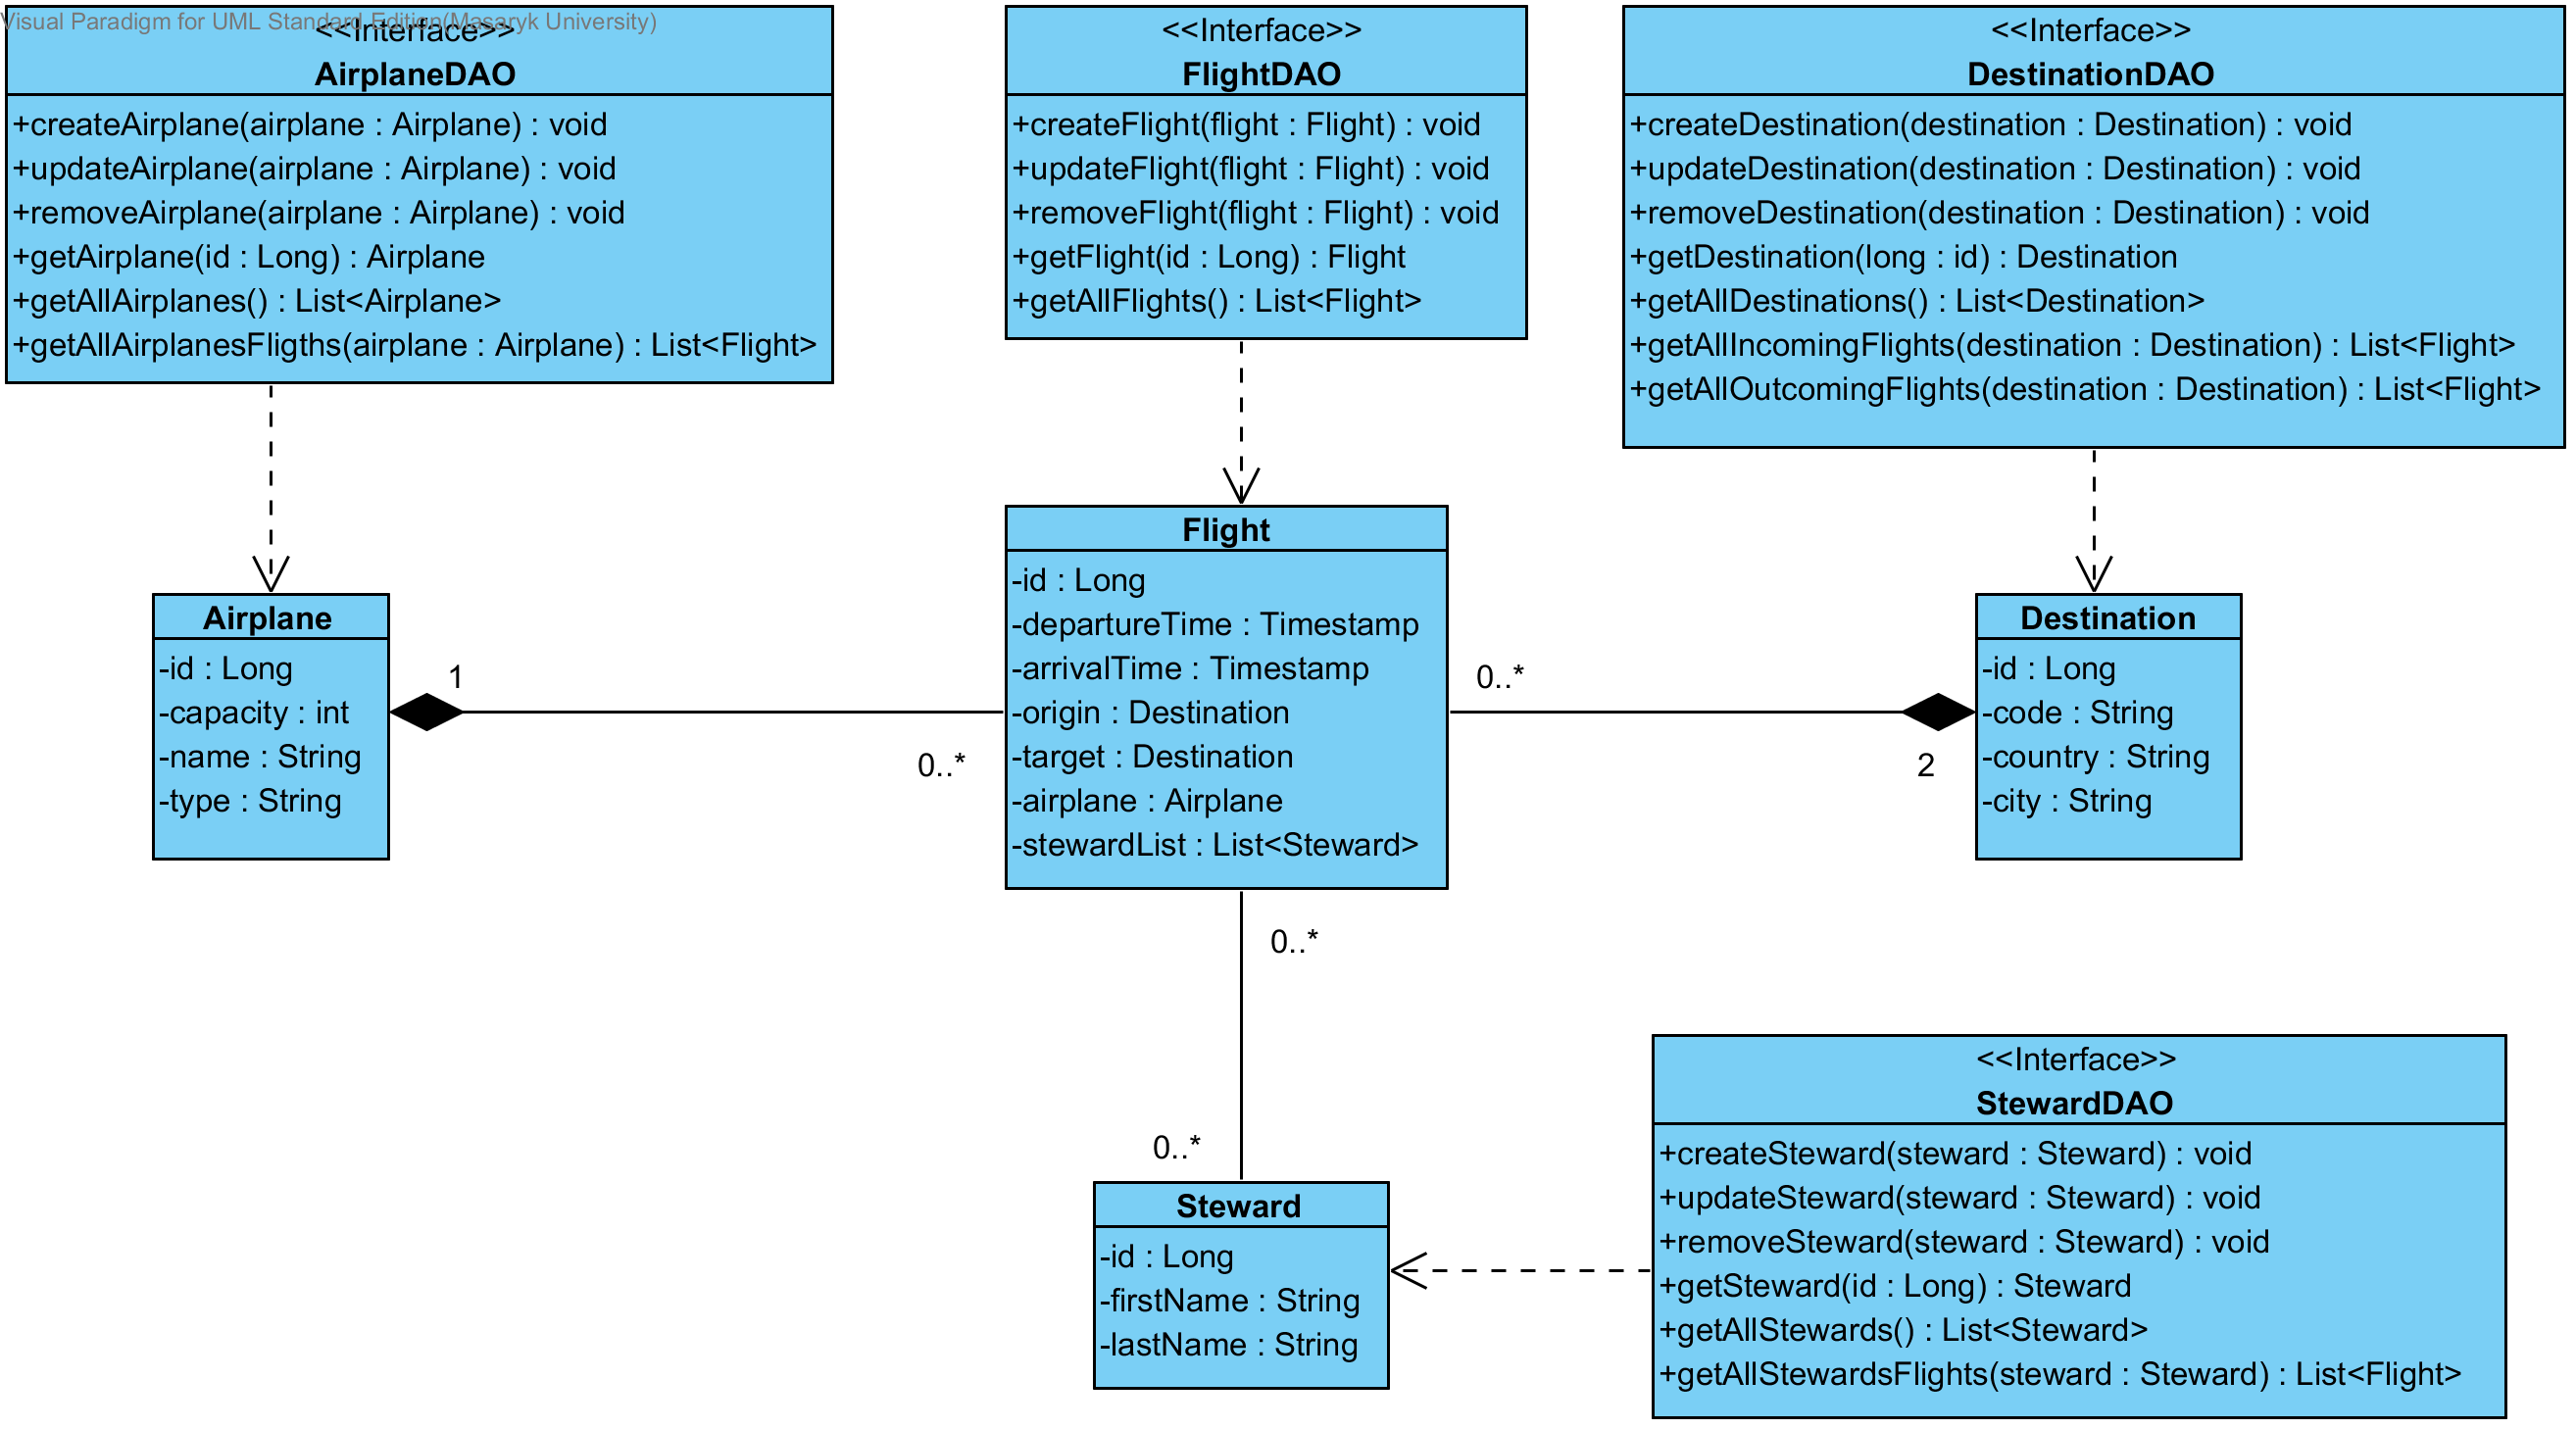 Visual Paradigm for UML Standard Edition(Masaryk University)
<<Interface>>
AirplaneDAO
+createAirplane(airplane : Airplane) : void
+updateAirplane(airplane : Airplane) : void
+removeAirplane(airplane : Airplane) : void
+getAirplane(id : Long) : Airplane
+getAllAirplanes() : List<Airplane>
+getAllAirplanesFligths(airplane : Airplane) : List<Flight>
<<Interface>>
FlightDAO
+createFlight(flight : Flight) : void
+updateFlight(flight : Flight) : void
+removeFlight(flight : Flight) : void
+getFlight(id : Long) : Flight
+getAllFlights() : List<Flight>
<<Interface>>
DestinationDAO
+createDestination(destination : Destination) : void
+updateDestination(destination : Destination) : void
+removeDestination(destination : Destination) : void
+getDestination(long : id) : Destination
+getAllDestinations() : List<Destination>
+getAllIncomingFlights(destination : Destination) : List<Flight>
+getAllOutcomingFlights(destination : Destination) : List<Flight>
Airplane
-id : Long
-capacity : int
-name : String
-type : String
1
0..*
Flight
-id : Long
-departureTime : Timestamp
-arrivalTime : Timestamp
-origin : Destination
-target : Destination
-airplane : Airplane
-stewardList : List<Steward>
0..*
2
Destination
-id : Long
-code : String
-country : String
-city : String
0..*
0..*
Steward
-id : Long
-firstName : String
-lastName : String
<<Interface>>
StewardDAO
+createSteward(steward : Steward) : void
+updateSteward(steward : Steward) : void
+removeSteward(steward : Steward) : void
+getSteward(id : Long) : Steward
+getAllStewards() : List<Steward>
+getAllStewardsFlights(steward : Steward) : List<Flight>